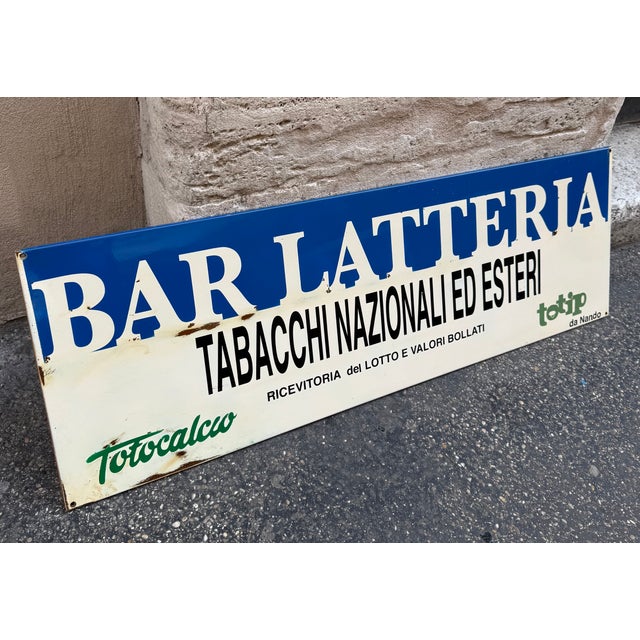 BAR LATTERIA
TABACCHI NAZIONALI ED ESTERI
RICEVITORIA del LOTTO E VALORI BOLLATI
totip
da Nando
Totocalcio